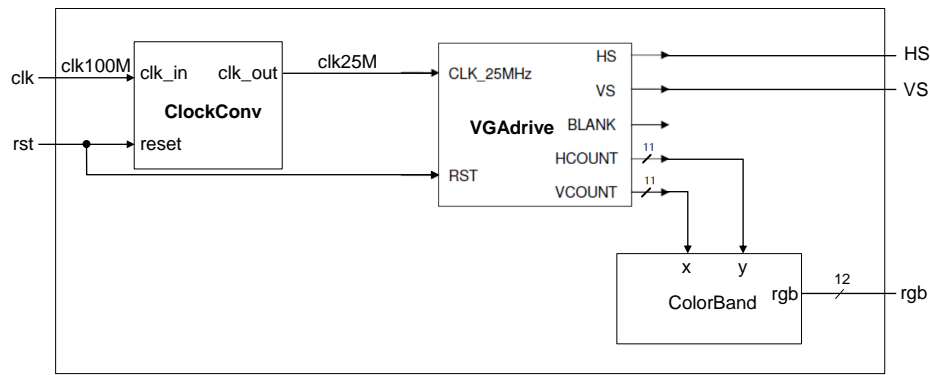 clk
clk100M
clk_in
clk_out
ClockConv
reset
rst
clk25M
CLK_25MHz
RST
VGAdrive
HS
VS
BLANK
HCOUNT
VCOUNT
11
11
HS
VS
x
y
ColorBand
rgb
12
rgb